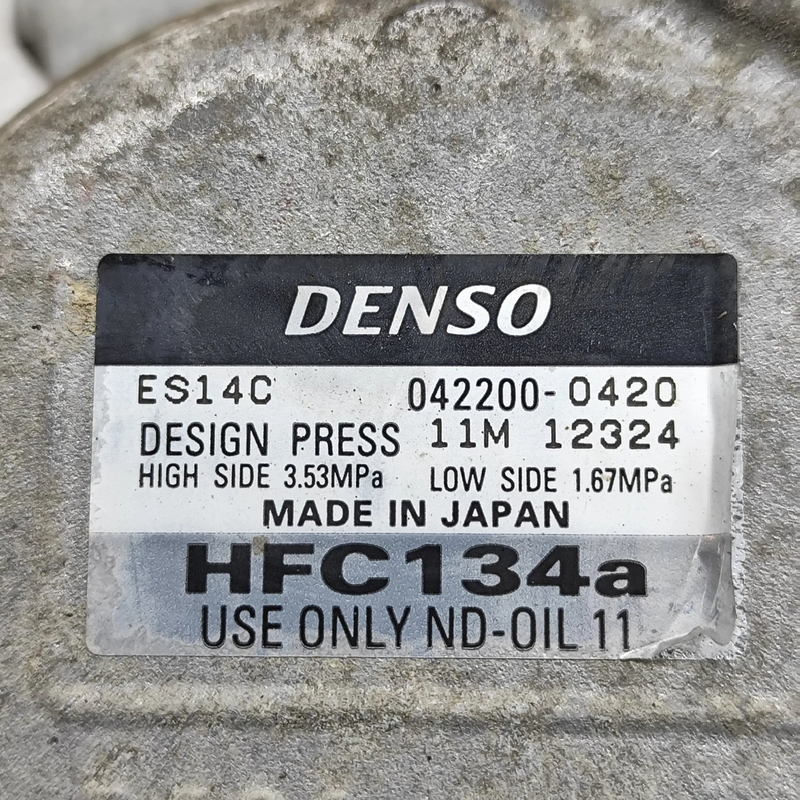 DENSO
ES14C 042200-0420
DESIGN PRESS 11M 12324
HIGH SIDE 3.53MPa LOW SIDE 1.67MPa
MADE IN JAPAN
HFC134a
USE ONLY ND-OIL 11